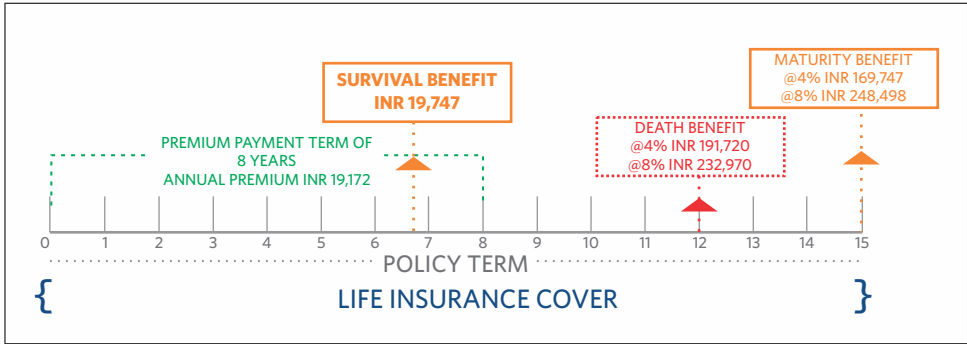 SURVIVAL BENEFIT
INR 19,747
MATURITY BENEFIT
@4% INR 169,747
@8% INR 248,498
PREMIUM PAYMENT TERM OF
8 YEARS
ANNUAL PREMIUM INR 19,172
DEATH BENEFIT
@4% INR 191,720
@8% INR 232,970
0 1 2 3 4 5 6 7 8 9 10 11 12 13 14 15
POLICY TERM
{ LIFE INSURANCE COVER }